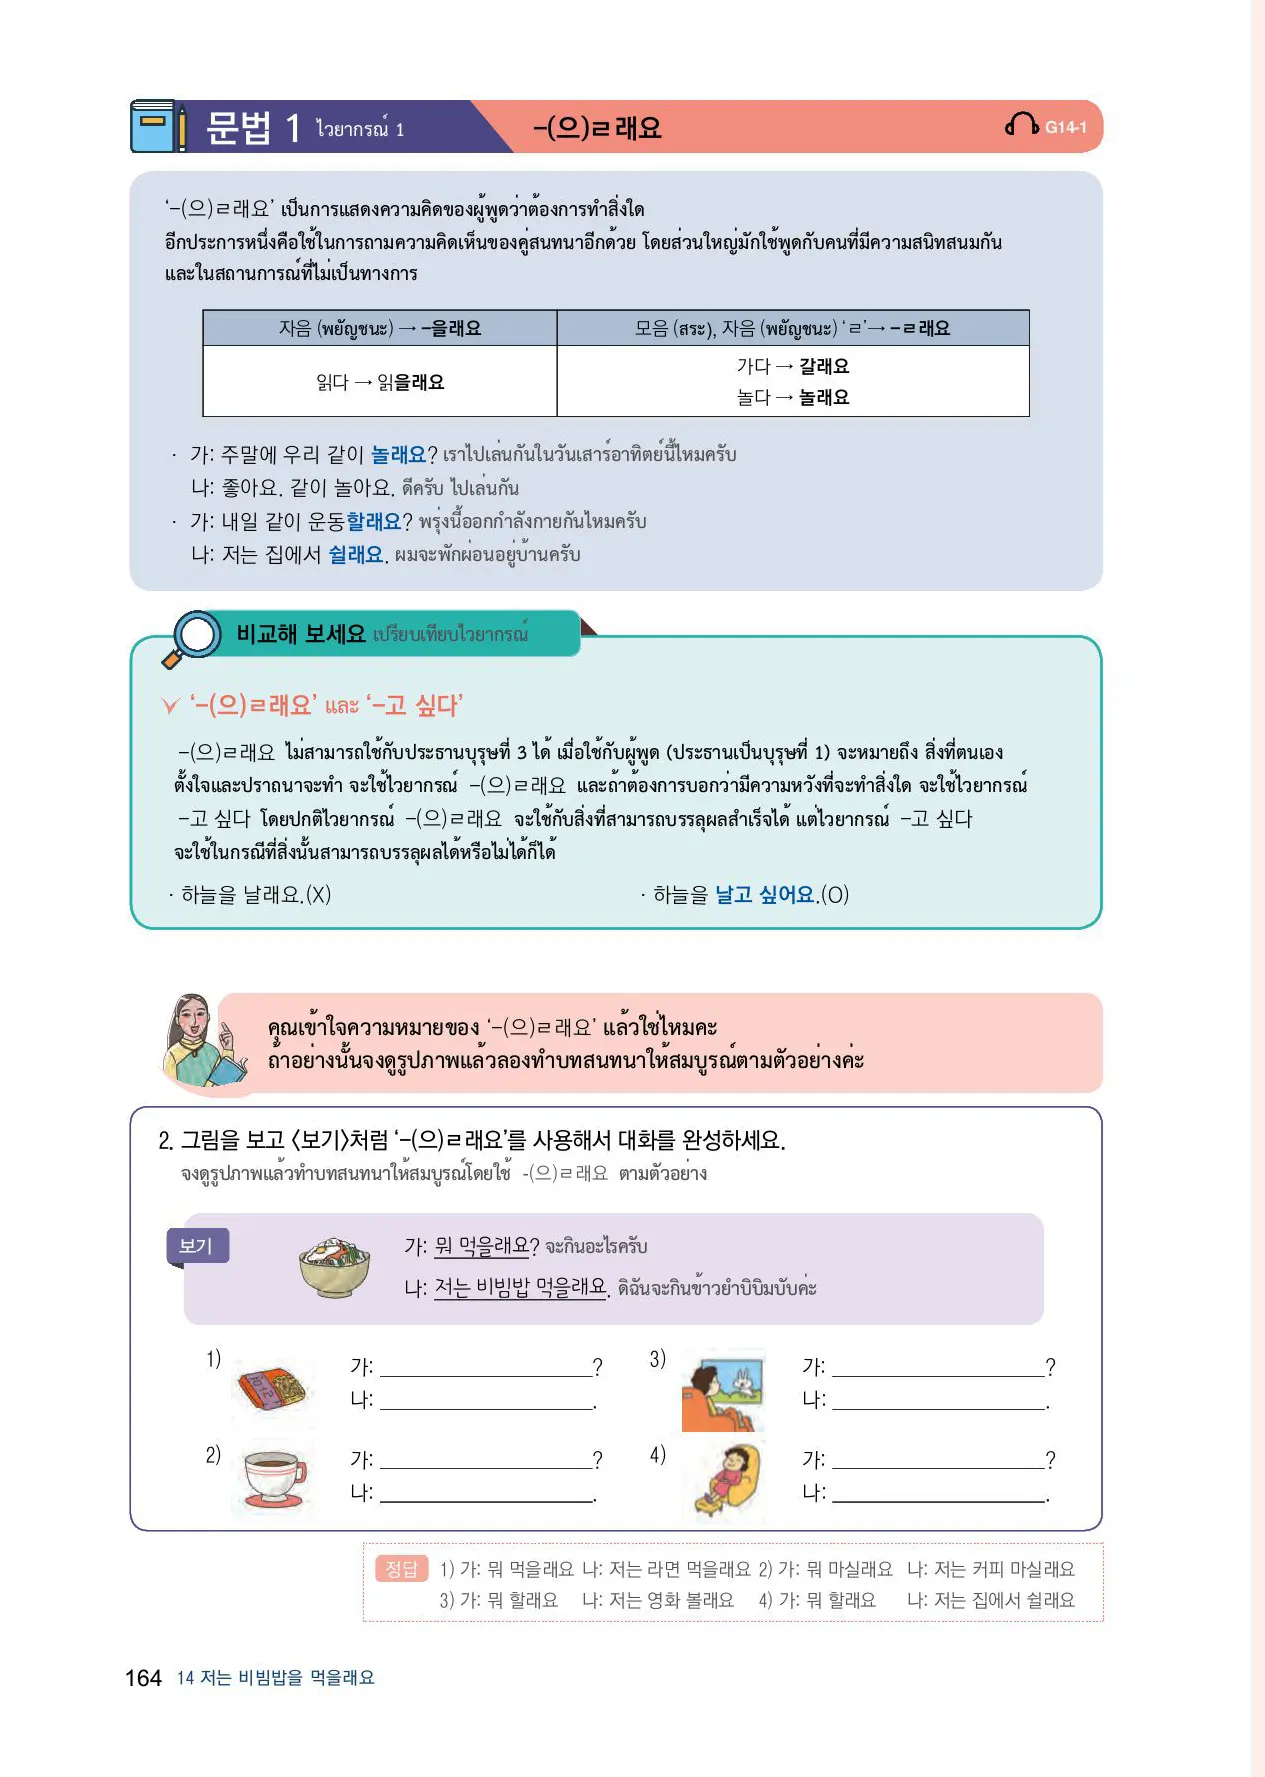 문법 1 ไวยากรณ์ 1 -(으)ㄹ래요 G14-1
‘-(으)ㄹ래요’ เป็นการแสดงความคิดของผู้พูดว่าต้องการทำสิ่งใด
อีกประการหนึ่งคือใช้ในการถามความคิดเห็นของคู่สนทนาอีกด้วย โดยส่วนใหญ่มักใช้พูดกับคนที่มีความสนิทสนมกัน
และในสถานการณ์ที่ไม่เป็นทางการ
자음 (พยัญชนะ) → -을래요 모음 (สระ), 자음 (พยัญชนะ) ‘ㄹ’→ -ㄹ래요
읽다 → 읽을래요
가다 → 갈래요
놀다 → 놀래요
· 가: 주말에 우리 같이 놀래요? เราไปเล่นกันในวันเสาร์อาทิตย์นี้ไหมครับ
나: 좋아요. 같이 놀아요. ดีครับ ไปเล่นกัน
· 가: 내일 같이 운동할래요? พรุ่งนี้ออกกำลังกายกันไหมครับ
나: 저는 집에서 쉴래요. ผมจะพักผ่อนอยู่บ้านครับ
비교해 보세요 เปรียบเทียบไวยากรณ์
‘-(으)ㄹ래요’ และ ‘-고 싶다’
-(으)ㄹ래요 ไม่สามารถใช้กับประธานบุรุษที่ 3 ได้ เมื่อใช้กับผู้พูด (ประธานเป็นบุรุษที่ 1) จะหมายถึง สิ่งที่ตนเอง
ตั้งใจและปรารถนาจะทำ จะใช้ไวยากรณ์ -(으)ㄹ래요 และถ้าต้องการบอกว่ามีความหวังที่จะทำสิ่งใด จะใช้ไวยากรณ์
-고 싶다 โดยปกติไวยากรณ์ -(으)ㄹ래요 จะใช้กับสิ่งที่สามารถบรรลุผลสำเร็จได้ แต่ไวยากรณ์ -고 싶다
จะใช้ในกรณีที่สิ่งนั้นสามารถบรรลุผลได้หรือไม่ได้ก็ได้
· 하늘을 날래요.(X) · 하늘을 날고 싶어요.(O)
คุณเข้าใจความหมายของ ‘-(으)ㄹ래요’ แล้วใช่ไหมคะ
ถ้าอย่างนั้นจงดูรูปภาพแล้วลองทำบทสนทนาให้สมบูรณ์ตามตัวอย่างค่ะ
2. 그림을 보고 〈보기〉처럼 ‘-(으)ㄹ래요’를 사용해서 대화를 완성하세요.
จงดูรูปภาพแล้วทำบทสนทนาให้สมบูรณ์โดยใช้ -(으)ㄹ래요 ตามตัวอย่าง
보기
가: 뭐 먹을래요? จะกินอะไรครับ
나: 저는 비빔밥 먹을래요. ดิฉันจะกินข้าวยำบิบิมบับค่ะ
1) 가: ____________________?
나: ____________________.
2) 가: ____________________?
나: ____________________.
3) 가: ____________________?
나: ____________________.
4) 가: ____________________?
나: ____________________.
정답 1) 가: 뭐 먹을래요 나: 저는 라면 먹을래요 2) 가: 뭐 마실래요 나: 저는 커피 마실래요
3) 가: 뭐 할래요 나: 저는 영화 볼래요 4) 가: 뭐 할래요 나: 저는 집에서 쉴래요
164 14 저는 비빔밥을 먹을래요